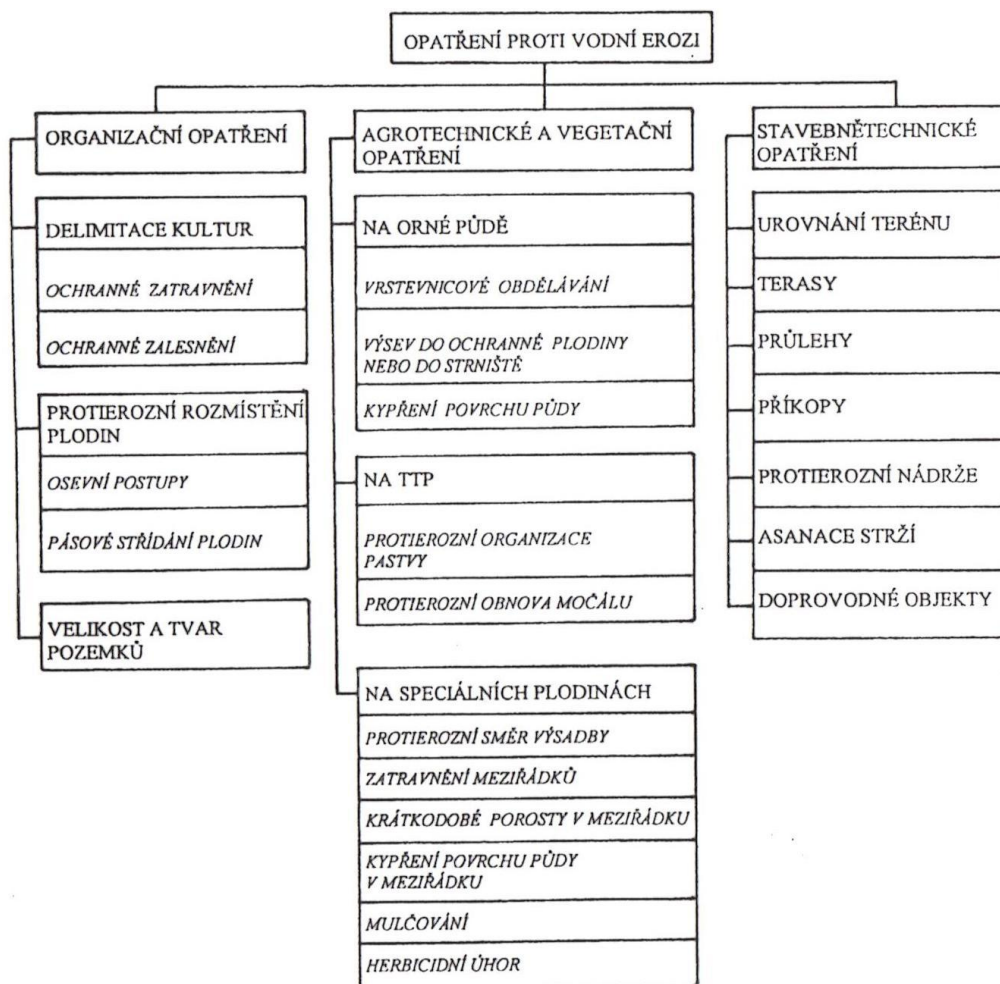 OPATŘENÍ PROTI VODNÍ EROZI
ORGANIZAČNÍ OPATŘENÍ
DELIMITACE KULTUR
OCHRANNÉ ZATRAVNĚNÍ
OCHRANNÉ ZALESNĚNÍ
PROTIEROZNÍ ROZMÍSTĚNÍ
PLODIN
OSEVNÍ POSTUPY
PÁSOVÉ STŘÍDÁNÍ PLODIN
VELIKOST A TVAR
POZEMKŮ
AGROTECHNICKÉ A VEGETAČNÍ
OPATŘENÍ
NA ORNÉ PŮDĚ
VRSTEVNICOVÉ OBDĚLÁVÁNÍ
VÝSEV DO OCHRANNÉ PLODINY
NEBO DO STRNIŠTĚ
KYPŘENÍ POVRCHU PŮDY
NA TTP
PROTIEROZNÍ ORGANIZACE
PASTVY
PROTIEROZNÍ OBNOVA MOČÁLU
NA SPECIÁLNÍCH PLODINÁCH
PROTIEROZNÍ SMĚR VÝSADBY
ZATRAVNĚNÍ MEZIŘÁDKŮ
KRÁTKODOBÉ POROSTY V MEZIŘÁDKU
KYPŘENÍ POVRCHU PŮDY
V MEZIŘÁDKU
MULČOVÁNÍ
HERBICIDNÍ ÚHOR
STAVEBNĚTECHNICKÉ
OPATŘENÍ
UROVNÁNÍ TERÉNU
TERASY
PRŮLEHY
PŘÍKOPY
PROTIEROZNÍ NÁDRŽE
ASANACE STRŽÍ
DOPROVODNÉ OBJEKTY